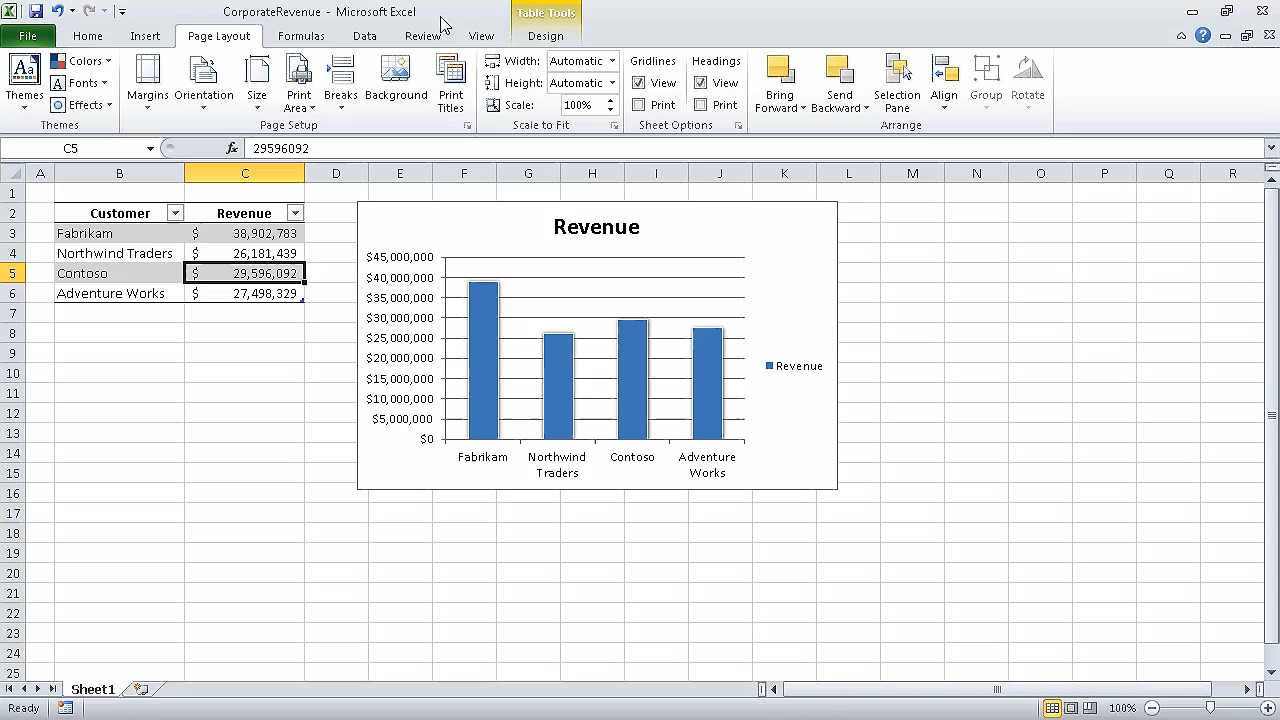 CorporateRevenue - Microsoft Excel
Table Tools
File Home Insert Page Layout Formulas Data Review View Design
Themes
Colors
Fonts
Effects
Themes
Margins
Orientation
Size
Print Area
Breaks
Background
Print Titles
Page Setup
Width: Automatic
Height: Automatic
Scale: 100%
Scale to Fit
Gridlines
View
Print
Headings
View
Print
Sheet Options
Bring Forward
Send Backward
Selection Pane
Align
Group
Rotate
Arrange
C5 fx 29596092
A B C D E F G H I J K L M N O P Q R
1
2 Customer Revenue
3 Fabrikam $ 38,902,783
4 Northwind Traders $ 26,181,439
5 Contoso $ 29,596,092
6 Adventure Works $ 27,498,329
7
8
9
10
11
12
13
14
15
16
17
18
19
20
21
22
23
24
25
Revenue
$45,000,000
$40,000,000
$35,000,000
$30,000,000
$25,000,000
$20,000,000
$15,000,000
$10,000,000
$5,000,000
$0
Fabrikam
Northwind Traders
Contoso
Adventure Works
Revenue
Sheet1
Ready 100%